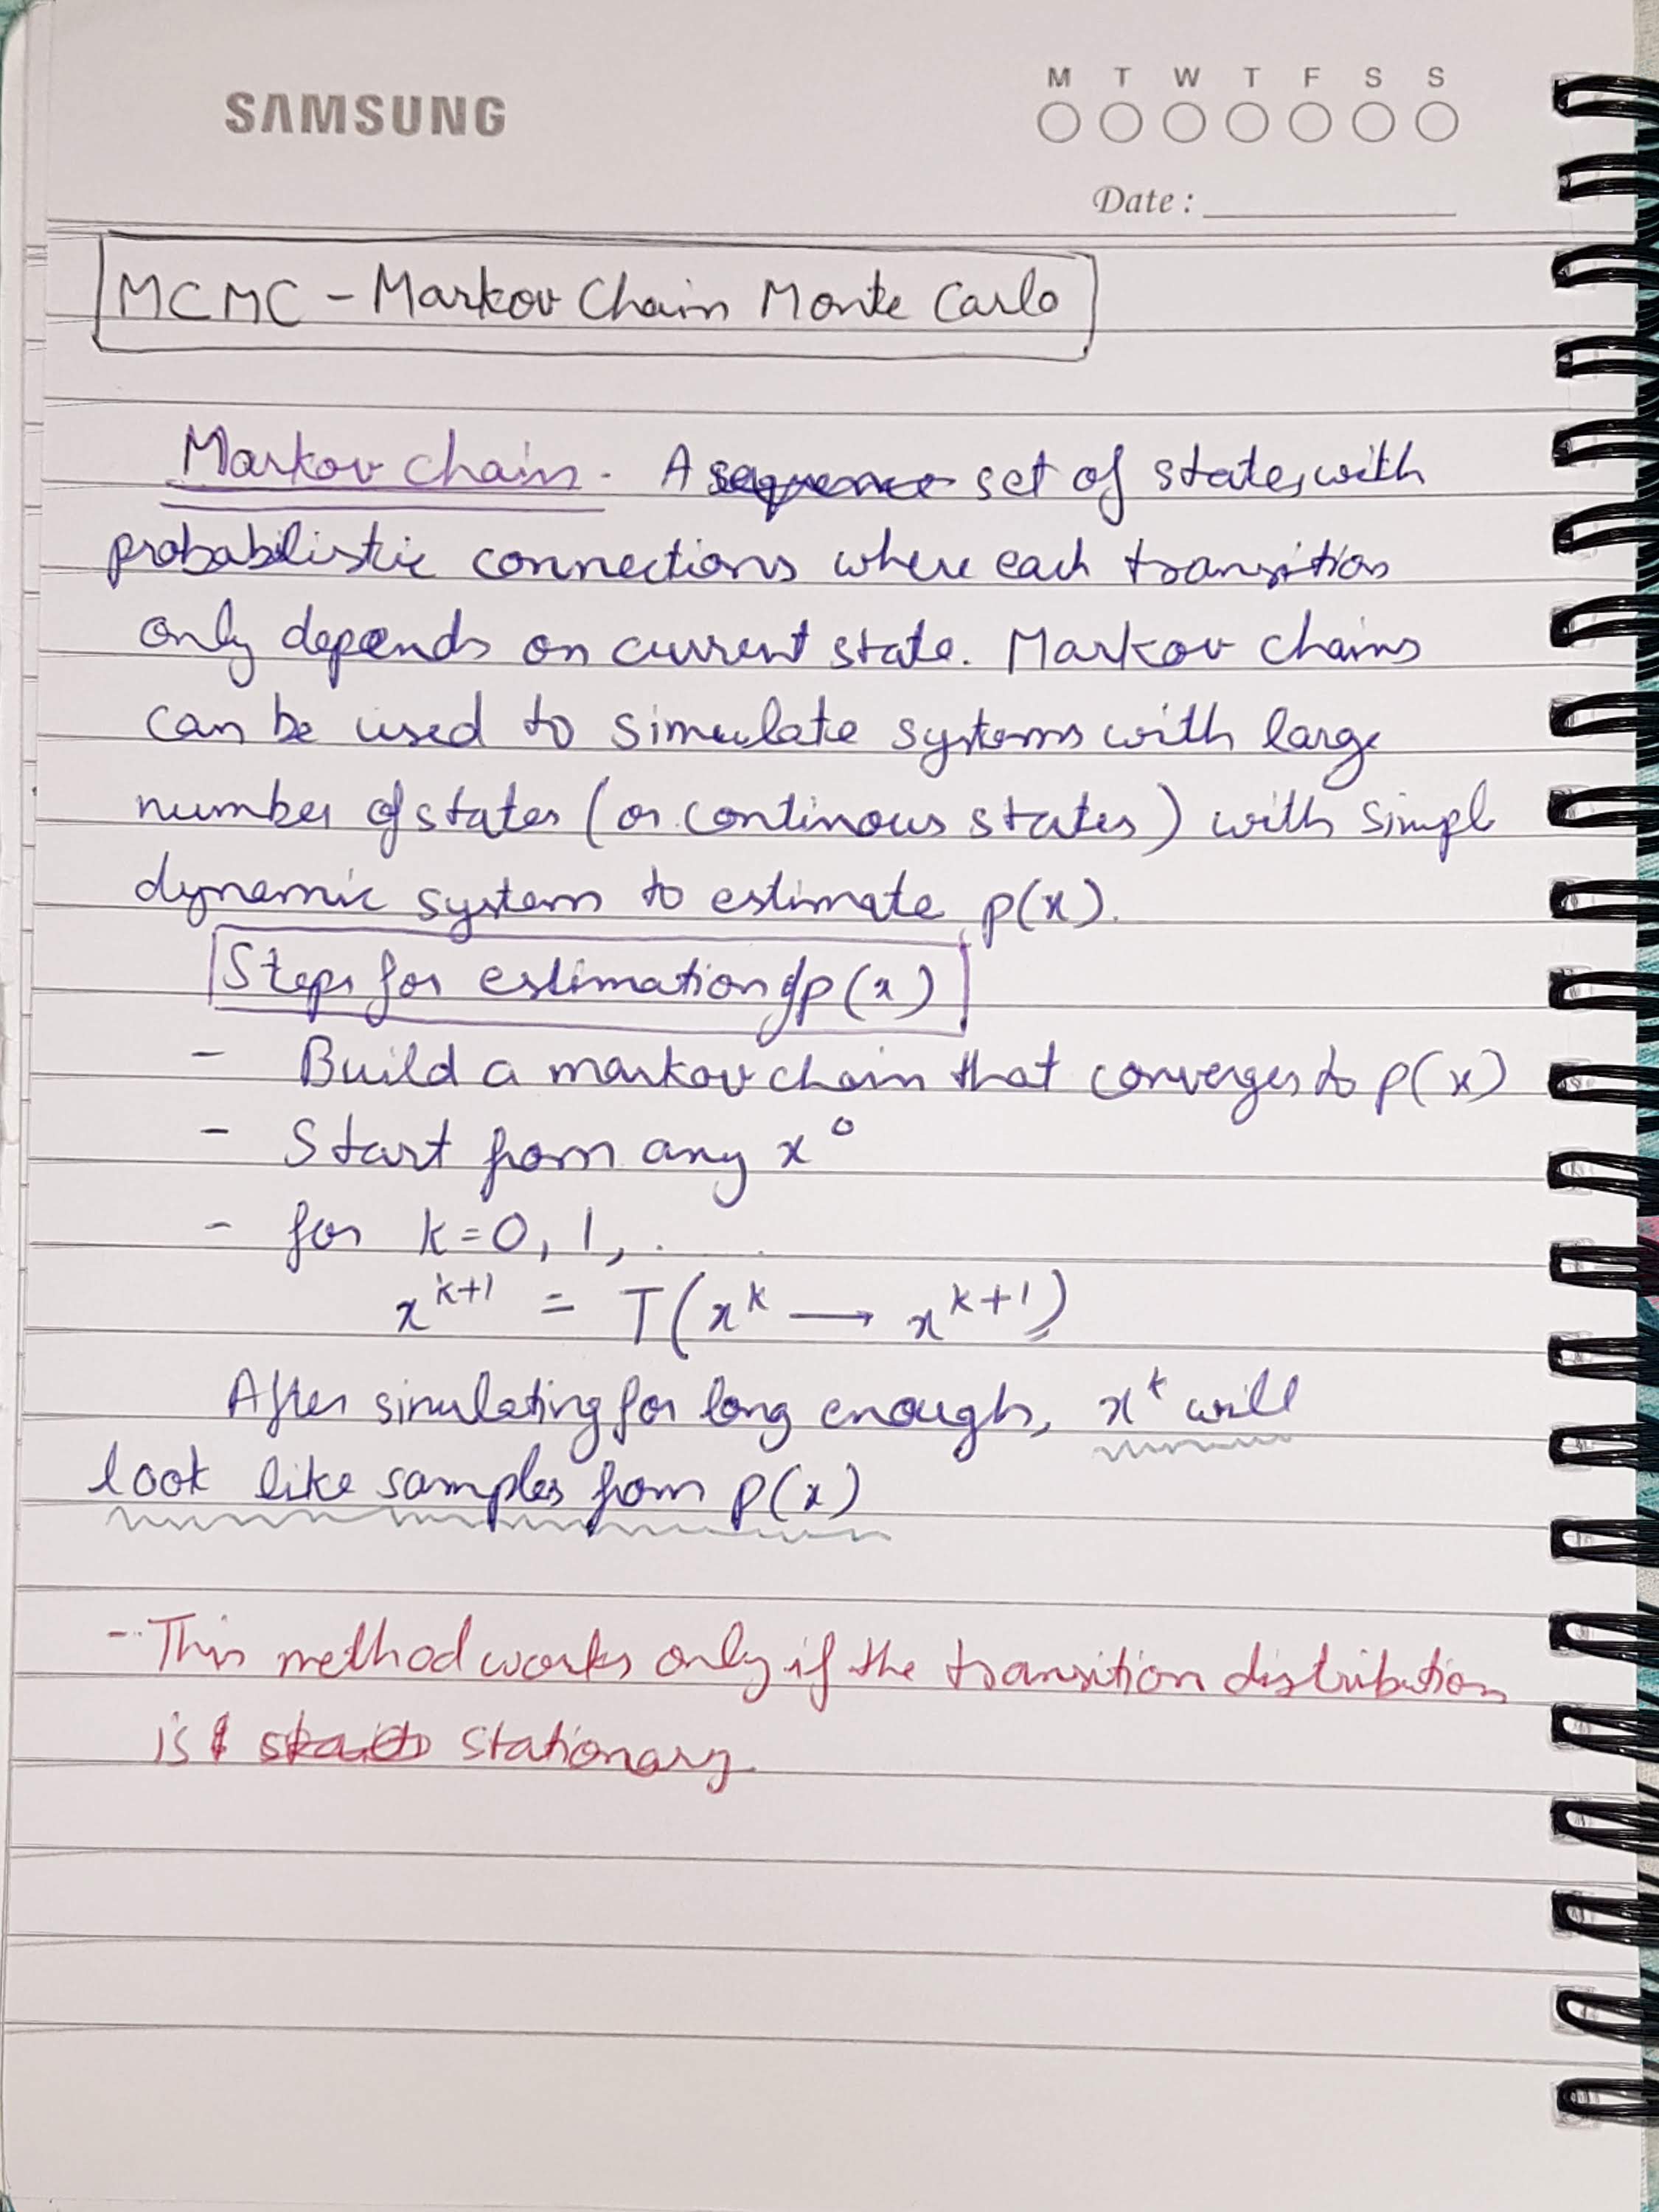 SAMSUNG
M T W T F S S
Date :
MCMC - Markov Chain Monte Carlo
Markov chain - A sequence set of states, with
probabilistic connections where each transition
only depends on current state. Markov chains
can be used to simulate systems with large
number of states (or continous states) with simpl
dynamic system to estimate p(x).
Steps for estimation of p(x)
- Build a markov chain that converges to p(x)
- Start from any x⁰
- for k=0, 1, .
x^{k+1} = T(x^k → x^{k+1})
After simulating for long enough, x^k will
look like samples from p(x)
- This method works only if the transition distribution
is stationary.